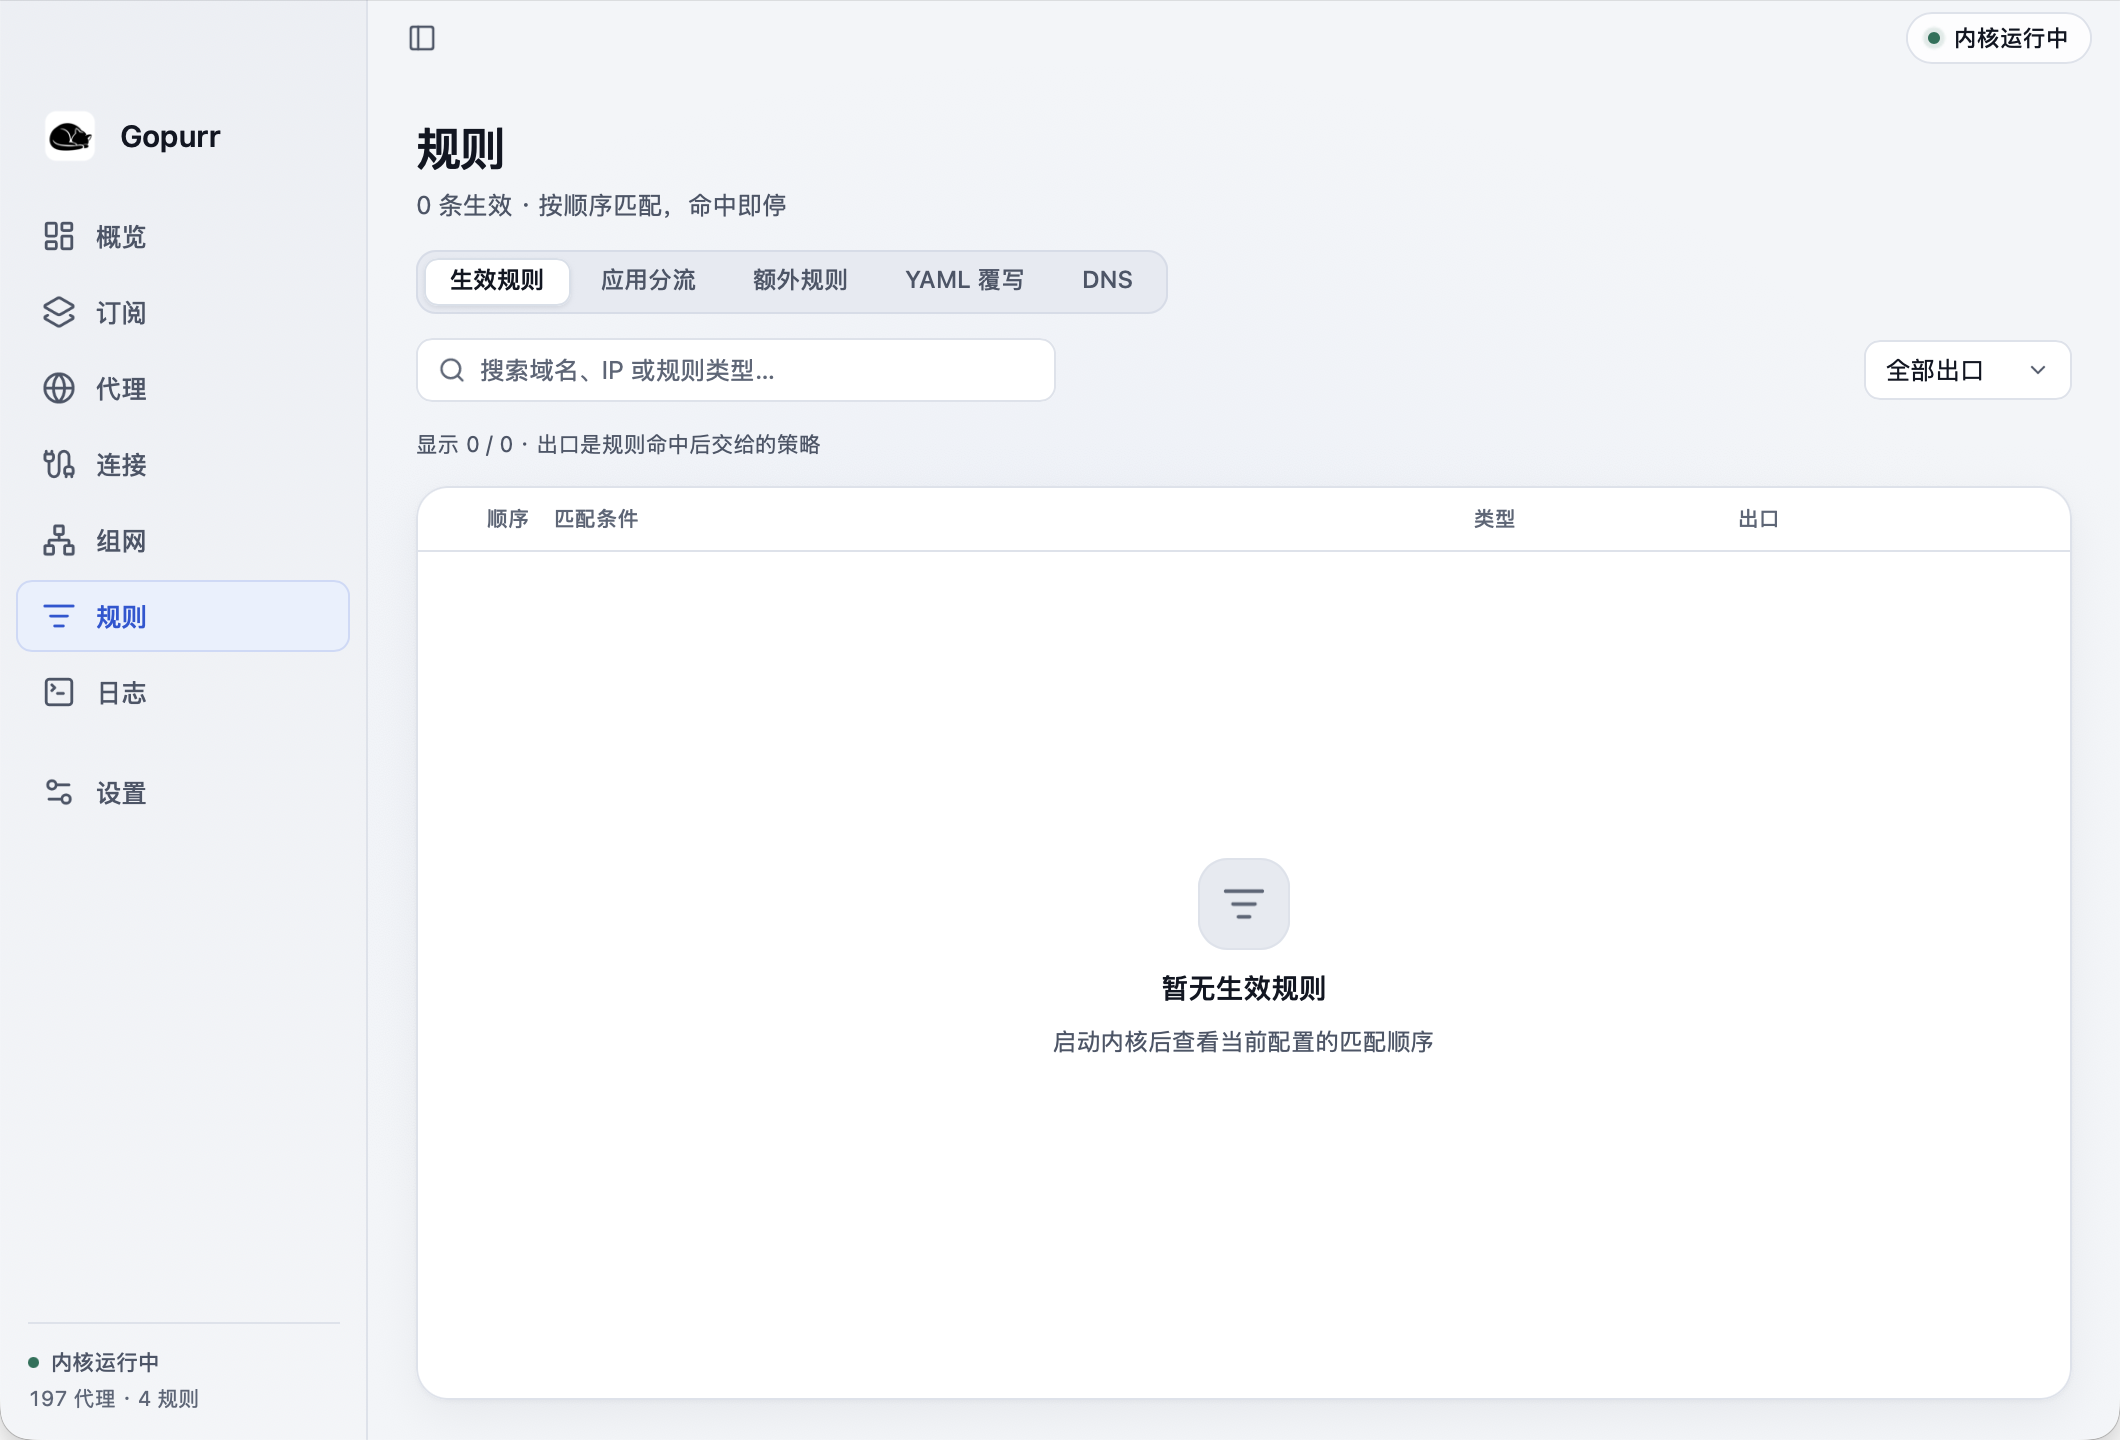 内核运行中
Gopurr
概览
订阅
代理
连接
组网
规则
日志
设置
内核运行中
197 代理 · 4 规则
规则
0 条生效 · 按顺序匹配，命中即停
生效规则 应用分流 额外规则 YAML 覆写 DNS
搜索域名、IP 或规则类型...
全部出口
显示 0 / 0 · 出口是规则命中后交给的策略
顺序 匹配条件 类型 出口
暂无生效规则
启动内核后查看当前配置的匹配顺序